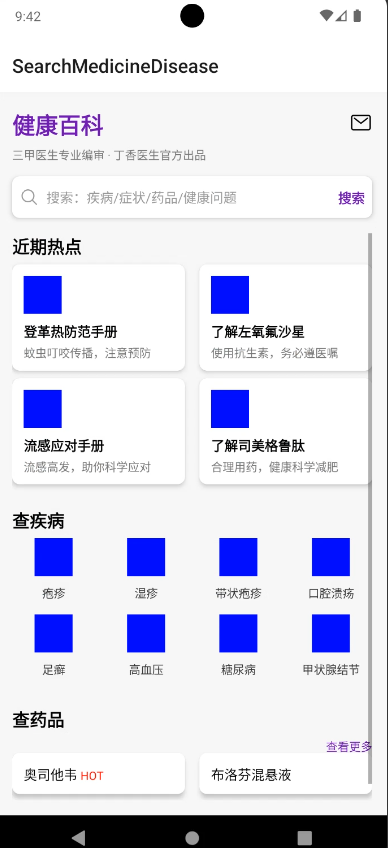 9:42
SearchMedicineDisease
健康百科
三甲医生专业编审 · 丁香医生官方出品
搜索：疾病/症状/药品/健康问题 搜索
近期热点
登革热防范手册 了解左氧氟沙星
蚊虫叮咬传播，注意预防 使用抗生素，务必遵医嘱
流感应对手册 了解司美格鲁肽
流感高发，助你科学应对 合理用药，健康科学减肥
查疾病
疱疹 湿疹 带状疱疹 口腔溃疡
足癣 高血压 糖尿病 甲状腺结节
查药品
查看更多
奥司他韦 HOT 布洛芬混悬液